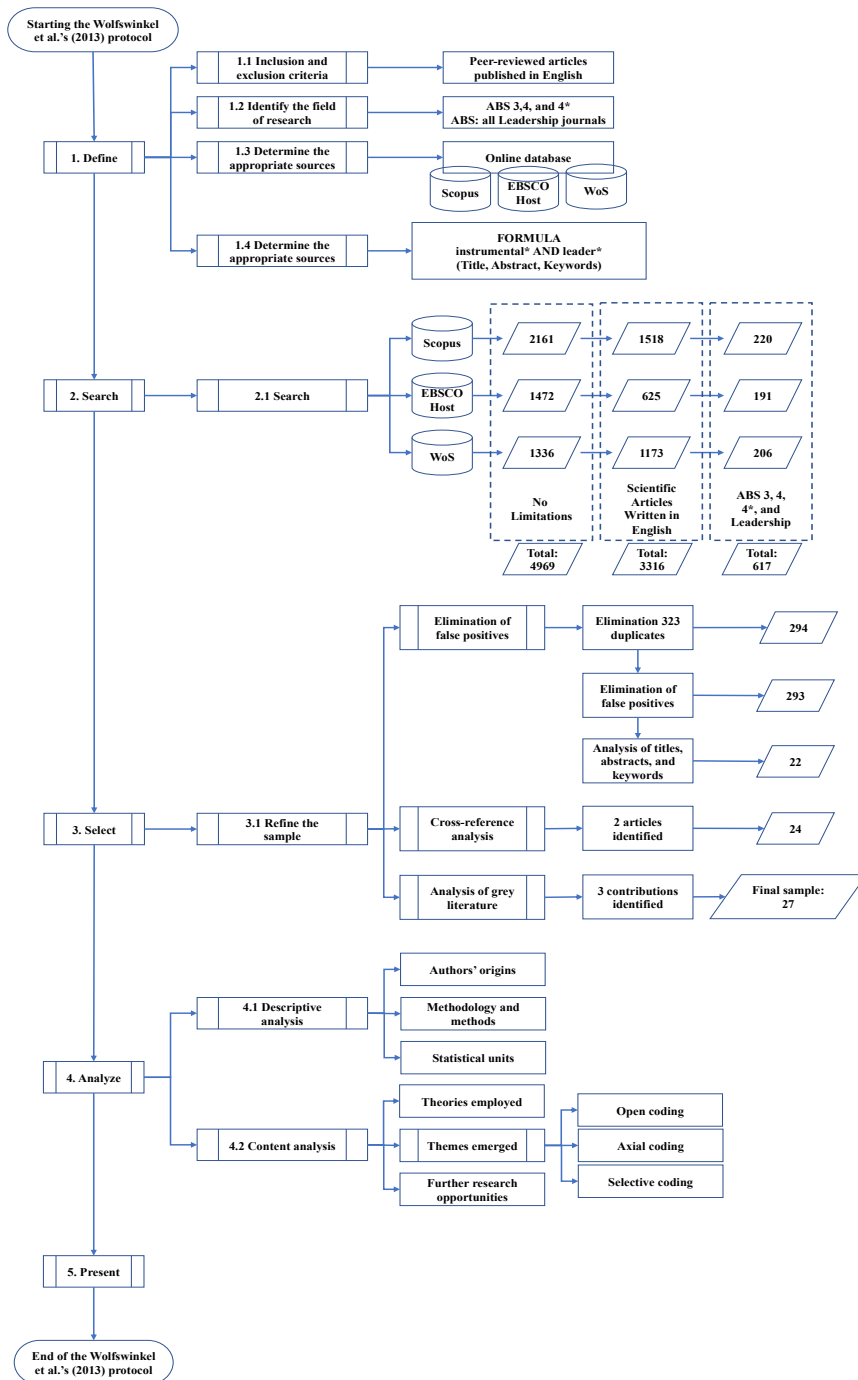 Starting the Wolfswinkel
et al.'s (2013) protocol
1. Define
1.1 Inclusion and
exclusion criteria
Peer-reviewed articles
published in English
1.2 Identify the field
of research
ABS 3,4, and 4*
ABS: all Leadership journals
1.3 Determine the
appropriate sources
Online database
Scopus
EBSCO
Host
WoS
1.4 Determine the
appropriate sources
FORMULA
instrumental* AND leader*
(Title, Abstract, Keywords)
2. Search
2.1 Search
Scopus
2161
1518
220
EBSCO
Host
1472
625
191
WoS
1336
1173
206
No
Limitations
Scientific
Articles
Written in
English
ABS 3, 4,
4*, and
Leadership
Total:
4969
Total:
3316
Total:
617
3. Select
3.1 Refine the
sample
Elimination of
false positives
Elimination 323
duplicates
294
Elimination of
false positives
293
Analysis of titles,
abstracts, and
keywords
22
Cross-reference
analysis
2 articles
identified
24
Analysis of grey
literature
3 contributions
identified
Final sample:
27
4. Analyze
4.1 Descriptive
analysis
Authors' origins
Methodology and
methods
Statistical units
4.2 Content analysis
Theories employed
Themes emerged
Open coding
Axial coding
Selective coding
Further research
opportunities
5. Present
End of the Wolfswinkel
et al.'s (2013) protocol